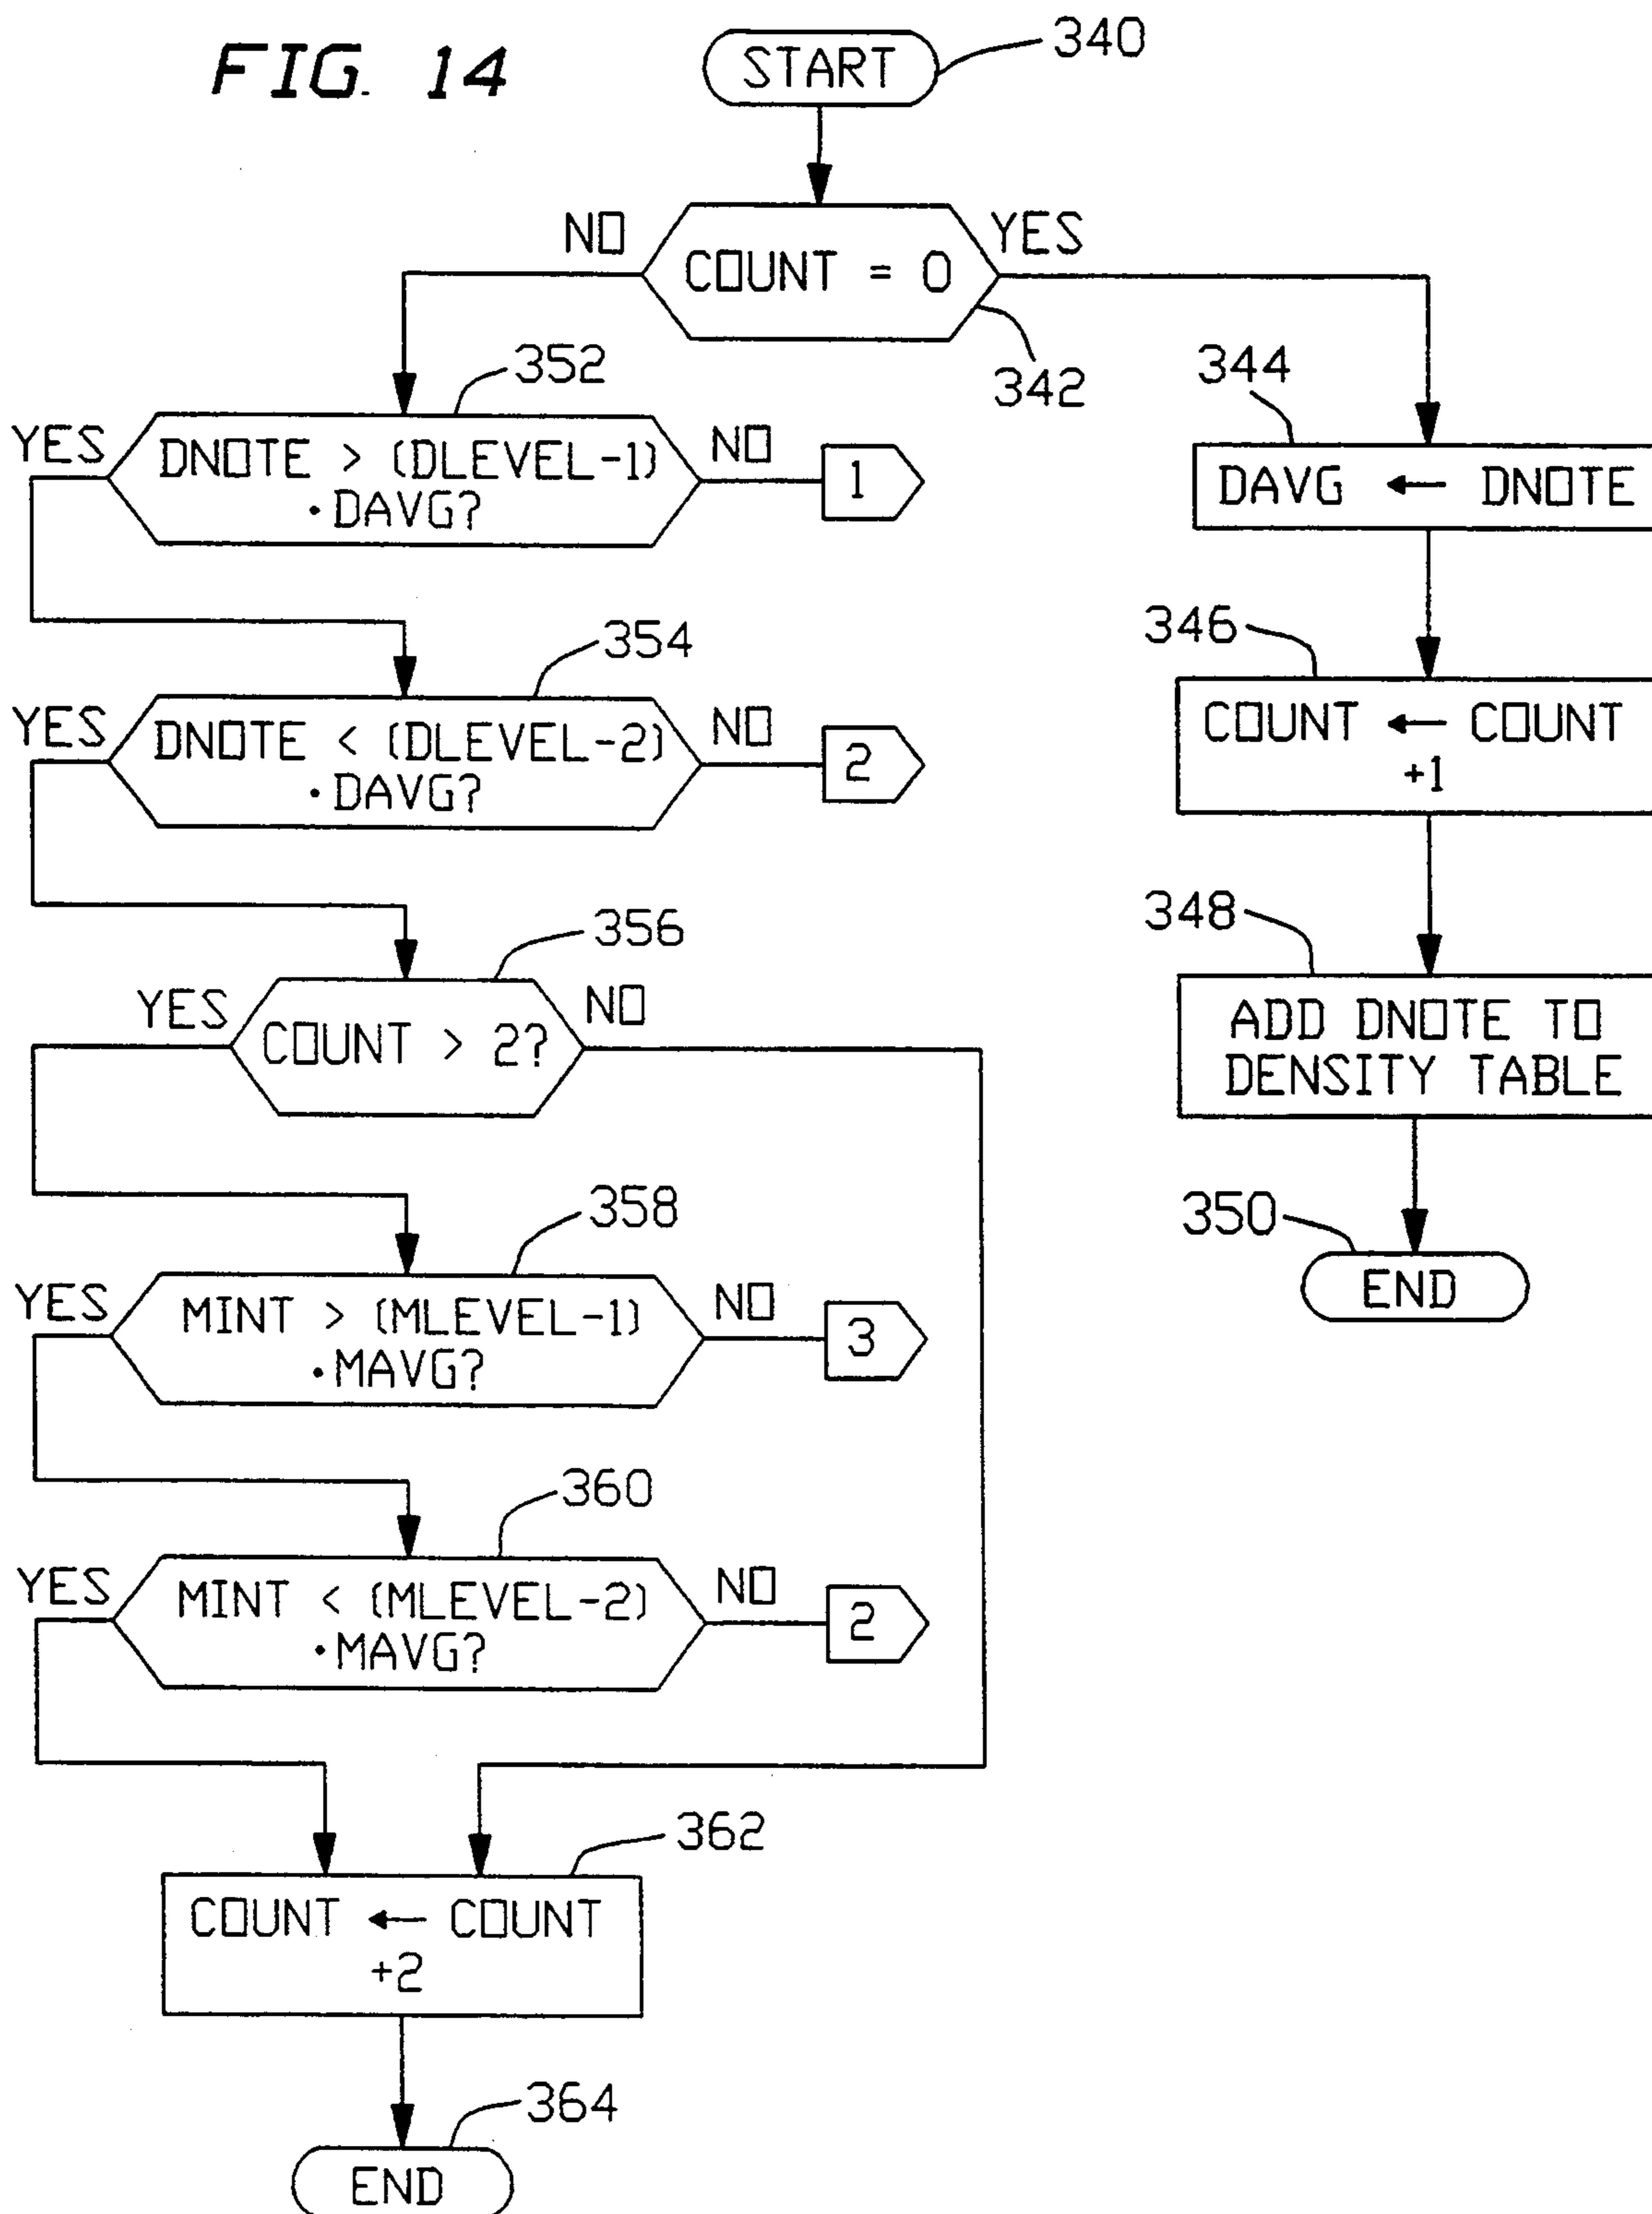 FIG. 14
START
340
NO
YES
COUNT = 0
342
352
YES
DNOTE > (DLEVEL-1)
•DAVG?
NO
1
344
DAVG ← DNOTE
354
YES
DNOTE < (DLEVEL-2)
•DAVG?
NO
2
346
COUNT ← COUNT
+1
356
YES
COUNT > 2?
NO
348
ADD DNOTE TO
DENSITY TABLE
358
YES
MINT > (MLEVEL-1)
•MAVG?
NO
3
350
END
360
YES
MINT < (MLEVEL-2)
•MAVG?
NO
2
362
COUNT ← COUNT
+2
364
END